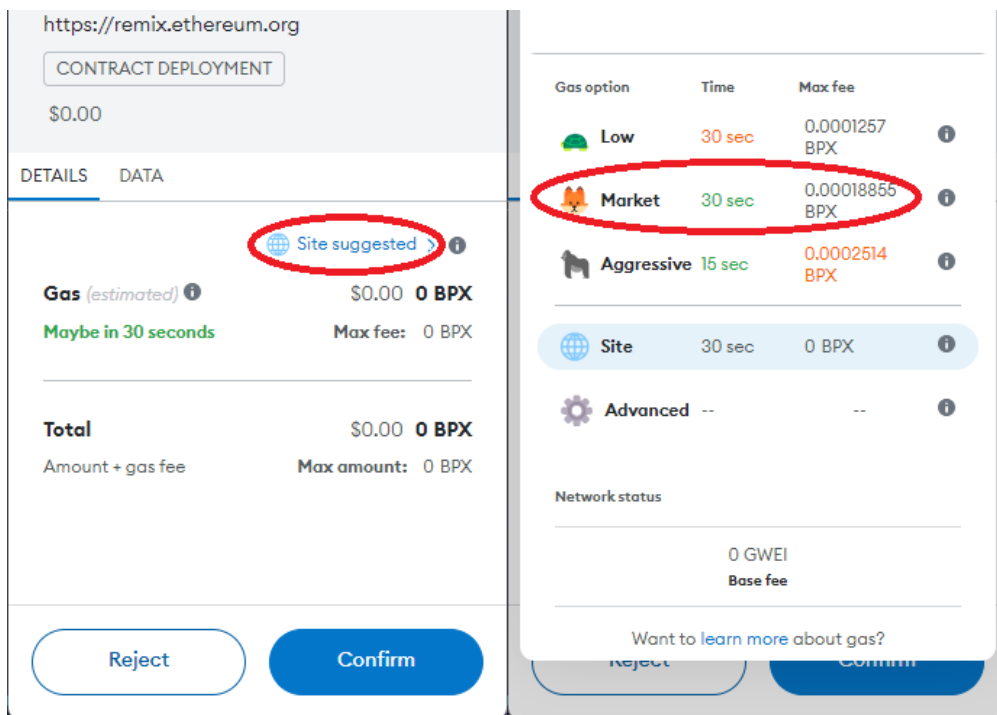 https://remix.ethereum.org
CONTRACT DEPLOYMENT
$0.00
DETAILS DATA
Site suggested >
Gas (estimated) $0.00 0 BPX
Maybe in 30 seconds Max fee: 0 BPX
Total $0.00 0 BPX
Amount + gas fee Max amount: 0 BPX
Reject Confirm
Gas option Time Max fee
Low 30 sec 0.0001257
BPX
Market 30 sec 0.00018855
BPX
Aggressive 15 sec 0.0002514
BPX
Site 30 sec 0 BPX
Advanced -- --
Network status
0 GWEI
Base fee
Want to learn more about gas?
Reject Confirm